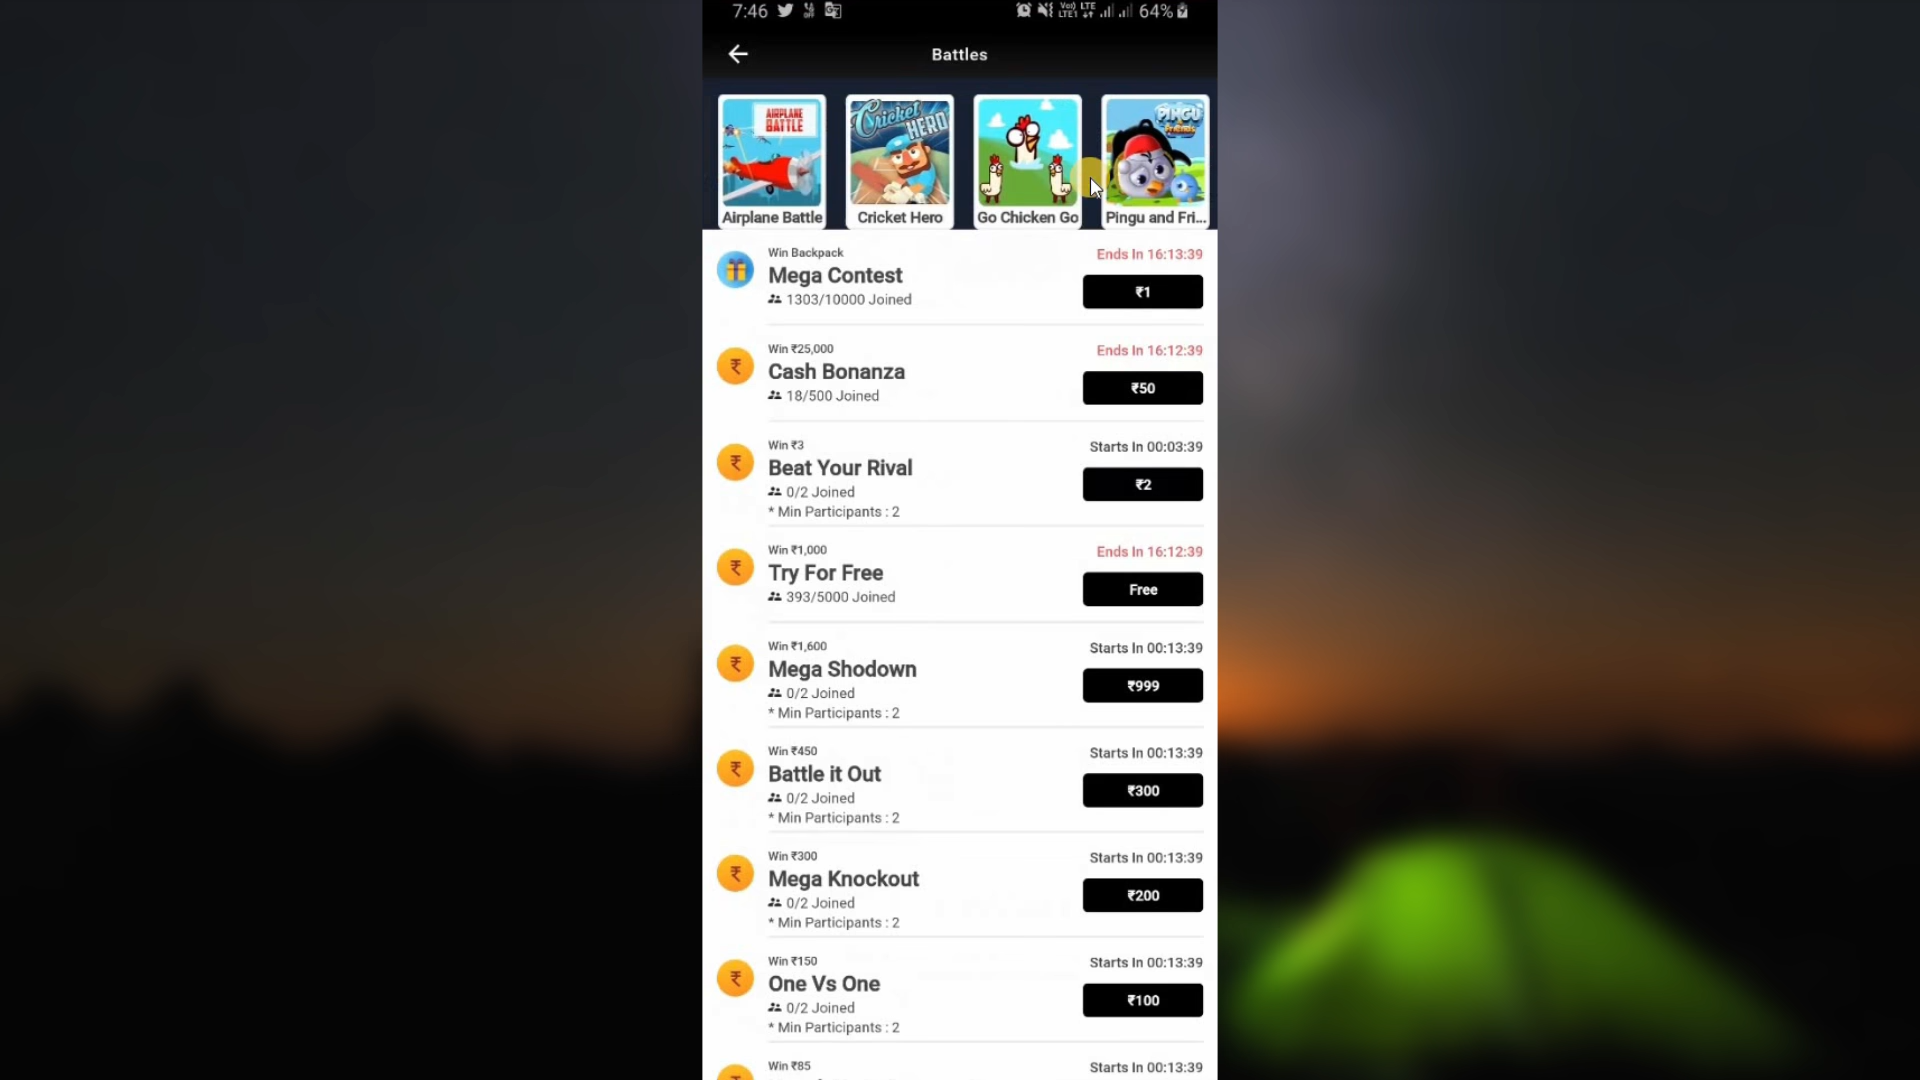 7:46
Vo) LTE
LTE1
64%
Battles
AIRPLANE
BATTLE
Cricket
HERO
PINGU
& Friends
Airplane Battle
Cricket Hero
Go Chicken Go
Pingu and Fri...
Win Backpack
Ends In 16:13:39
Mega Contest
₹1
1303/10000 Joined
Win ₹25,000
Ends In 16:12:39
Cash Bonanza
₹50
18/500 Joined
Win ₹3
Starts In 00:03:39
Beat Your Rival
₹2
0/2 Joined
* Min Participants : 2
Win ₹1,000
Ends In 16:12:39
Try For Free
Free
393/5000 Joined
Win ₹1,600
Starts In 00:13:39
Mega Shodown
₹999
0/2 Joined
* Min Participants : 2
Win ₹450
Starts In 00:13:39
Battle it Out
₹300
0/2 Joined
* Min Participants : 2
Win ₹300
Starts In 00:13:39
Mega Knockout
₹200
0/2 Joined
* Min Participants : 2
Win ₹150
Starts In 00:13:39
One Vs One
₹100
0/2 Joined
* Min Participants : 2
Win ₹85
Starts In 00:13:39